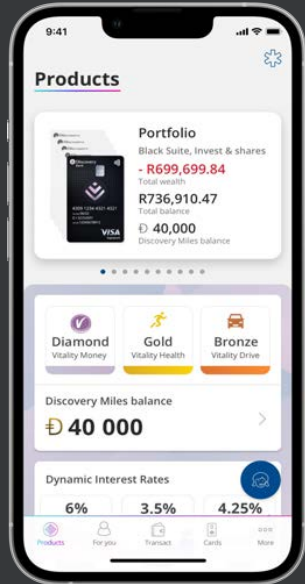 9:41
Products
Portfolio
Black Suite, Invest & shares
- R699,699.84
Total wealth
R736,910.47
Total balance
Đ 40,000
Discovery Miles balance
Discovery
VISA
Diamond
Vitality Money
Gold
Vitality Health
Bronze
Vitality Drive
Discovery Miles balance
Đ 40 000
Dynamic Interest Rates
6%
3.5%
4.25%
Products
For you
Transact
Cards
More